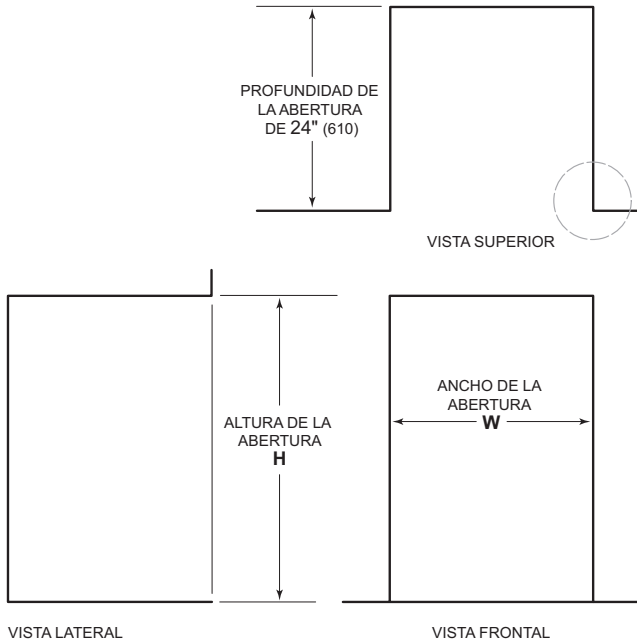 PROFUNDIDAD DE
LA ABERTURA
DE 24" (610)
VISTA SUPERIOR
ALTURA DE LA
ABERTURA
H
ANCHO DE LA
ABERTURA
W
VISTA LATERAL
VISTA FRONTAL